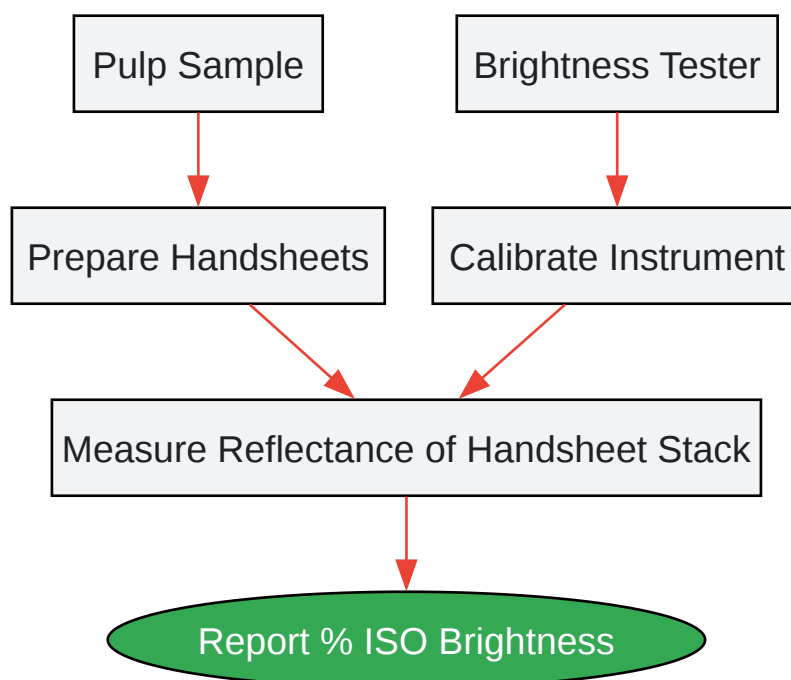 Pulp Sample
Brightness Tester
Prepare Handsheets
Calibrate Instrument
Measure Reflectance of Handsheet Stack
Report % ISO Brightness